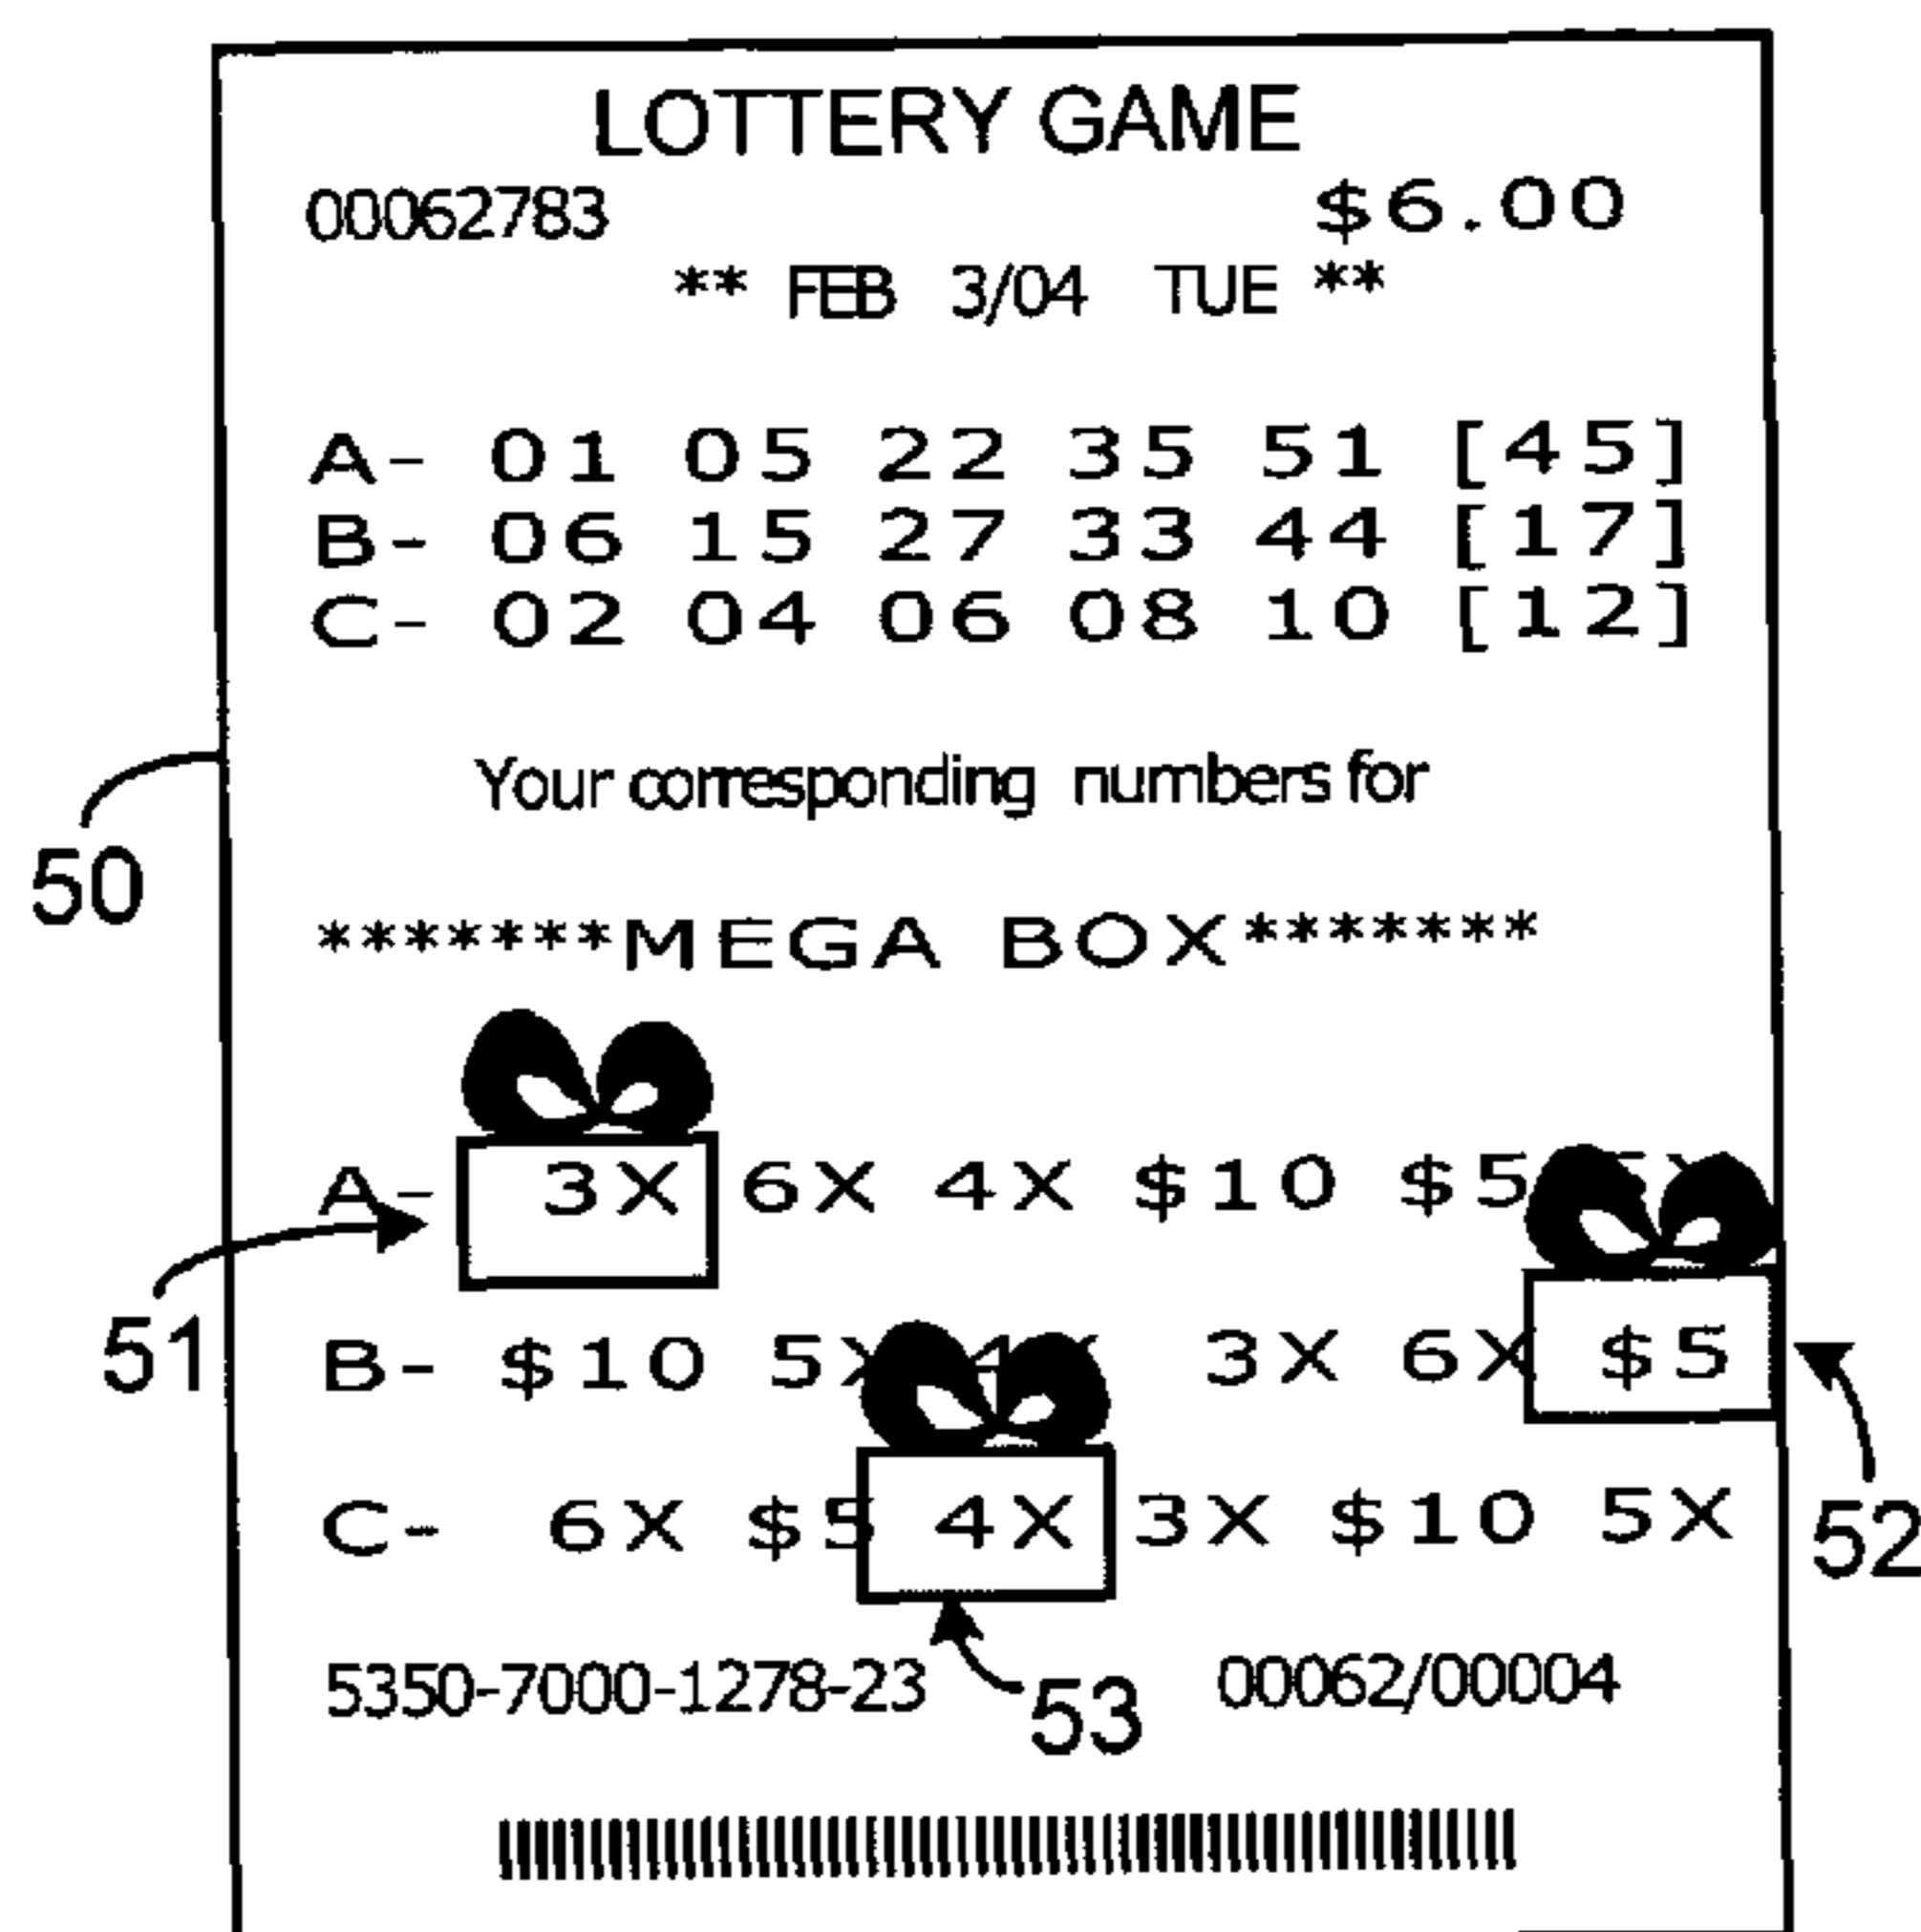 LOTTERY GAME
00062783 $6.00
** FEB 3/04 TUE **
A- 01 05 22 35 51 [45]
B- 06 15 27 33 44 [17]
C- 02 04 06 08 10 [12]
Your corresponding numbers for
50
*******MEGA BOX*******
A- 3X 6X 4X $10 $5
51
B- $10 5X 4X 3X 6X $5
C- 6X $5 4X 3X $10 5X
52
5350-7000-1278-23 00062/00004
53